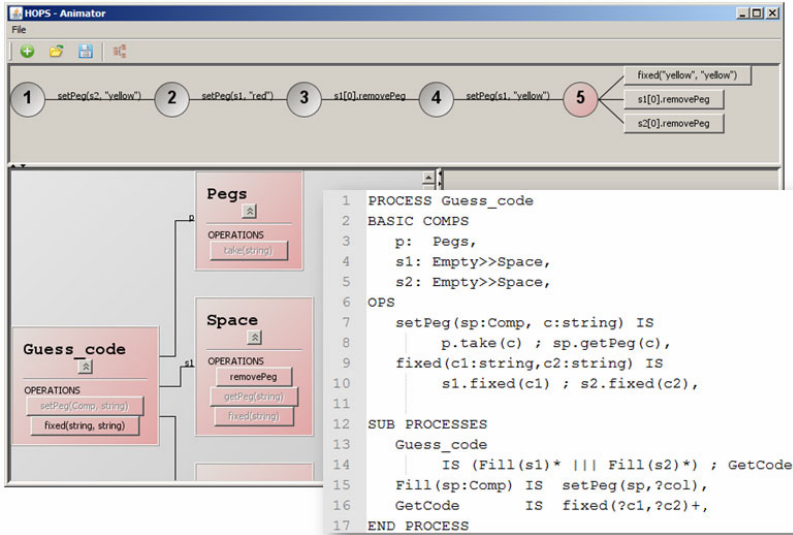 HOPS - Animator
File
1 setPeg(s2, "yellow") 2 setPeg(s1, "red") 3 s1[0].removePeg 4 setPeg(s1, "yellow") 5
fixed("yellow", "yellow")
s1[0].removePeg
s2[0].removePeg
Pegs
p
OPERATIONS
take(string)
Space
s1
OPERATIONS
removePeg
getPeg(string)
fixed(string)
Guess_code
OPERATIONS
setPeg(Comp, string)
fixed(string, string)
1 PROCESS Guess_code
2 BASIC COMPS
3 p: Pegs,
4 s1: Empty>>Space,
5 s2: Empty>>Space,
6 OPS
7 setPeg(sp:Comp, c:string) IS
8 p.take(c) ; sp.getPeg(c),
9 fixed(c1:string,c2:string) IS
10 s1.fixed(c1) ; s2.fixed(c2),
11
12 SUB PROCESSES
13 Guess_code
14 IS (Fill(s1)* ||| Fill(s2)*) ; GetCode
15 Fill(sp:Comp) IS setPeg(sp,?col),
16 GetCode IS fixed(?c1,?c2)+,
17 END PROCESS